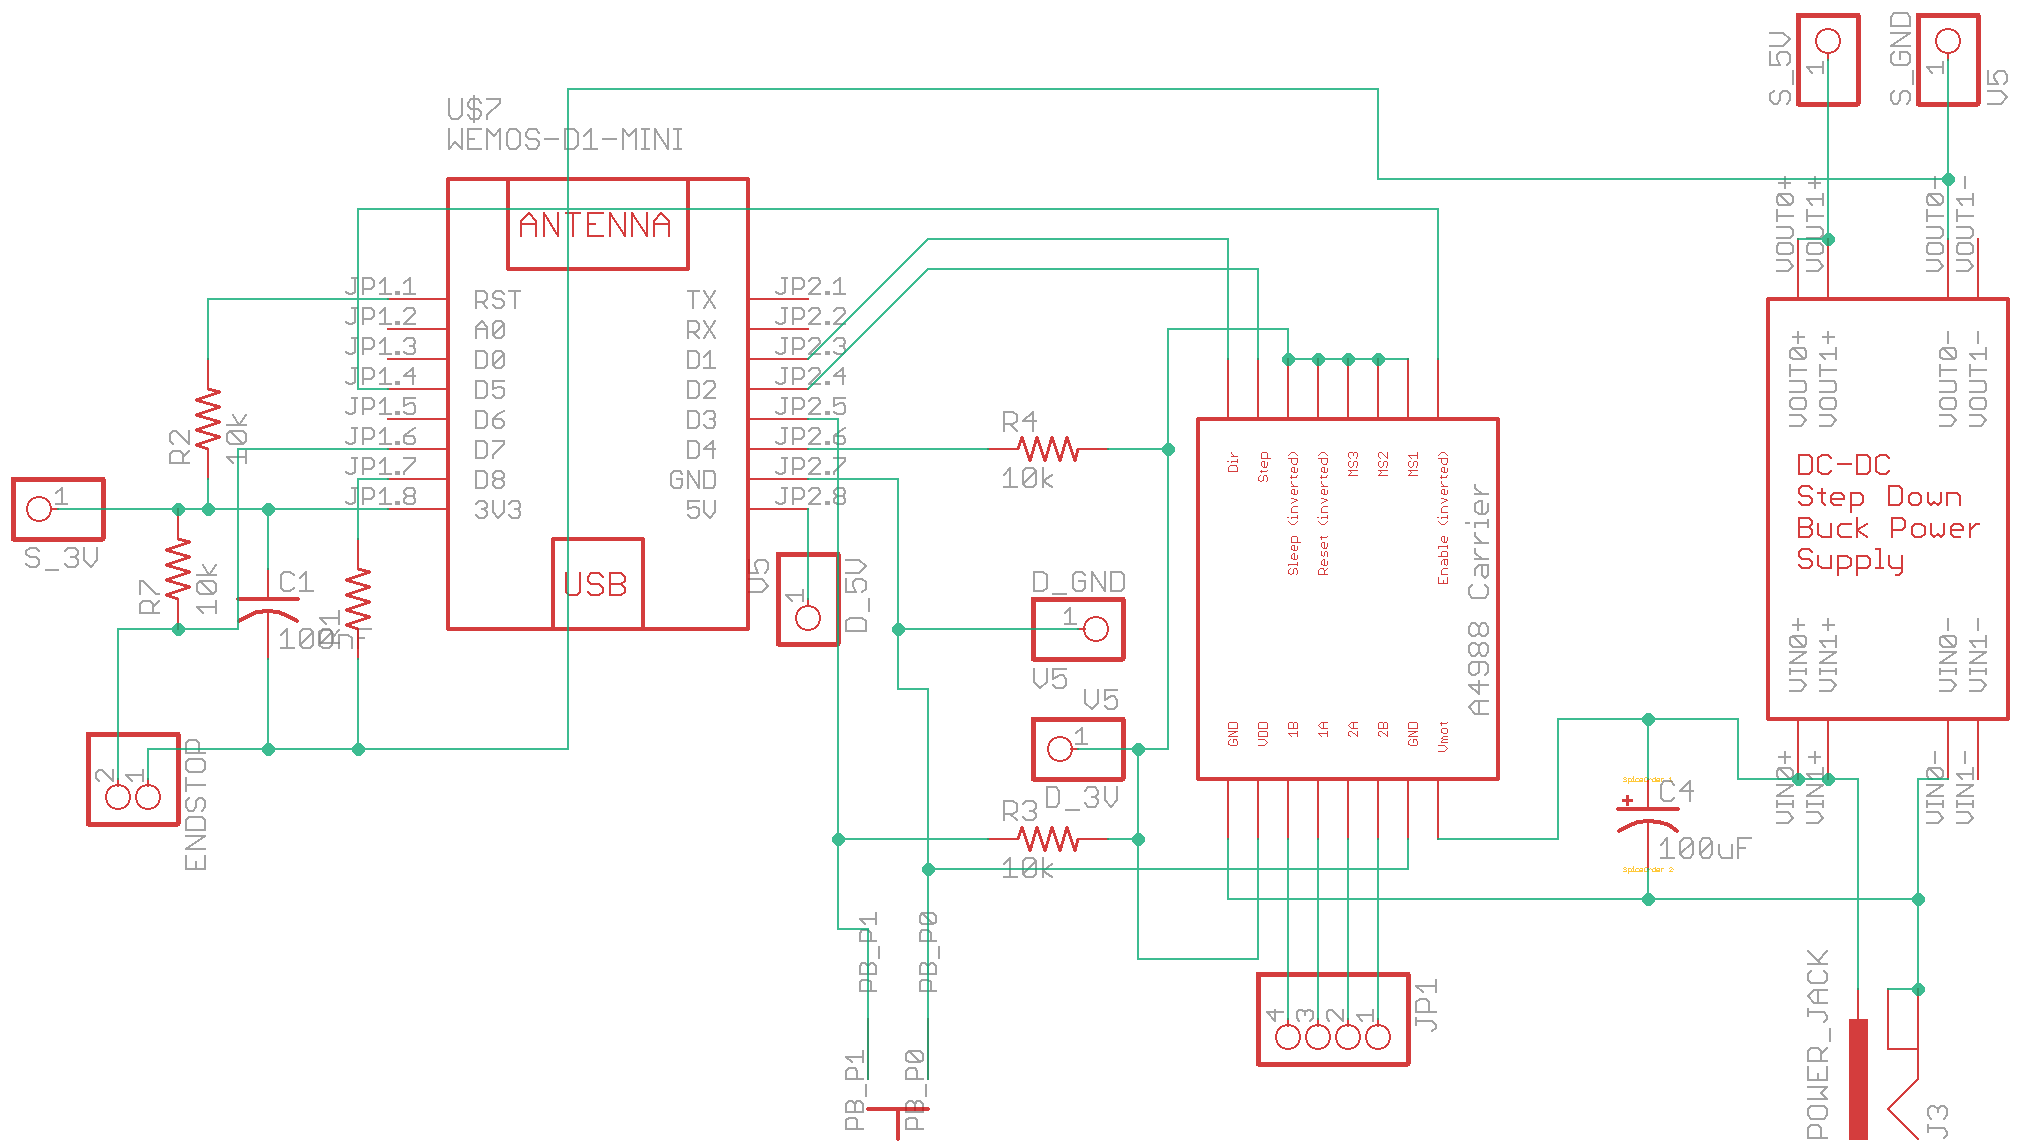 S_5V
1
S_GND
1
V5
U$7
WEMOS-D1-MINI
ANTENNA
VOUT0+
VOUT1+
VOUT0-
VOUT1-
JP1.1
RST
TX
JP2.1
JP1.2
A0
RX
JP2.2
JP1.3
D0
D1
JP2.3
JP1.4
D5
D2
JP2.4
JP1.5
D6
D3
JP2.5
JP1.6
D7
D4
JP2.6
JP1.7
D8
GND
JP2.7
JP1.8
3V3
5V
JP2.8
USB
R2
10k
1
S_3V
R7
10k
C1
100nF
R1
2
1
ENDSTOP
V5
1
D_5V
R4
10k
D_GND
1
V5
V5
1
D_3V
R3
10k
Dir
Step
Sleep (inverted)
Reset (inverted)
MS3
MS2
MS1
Enable (inverted)
A4988 Carrier
GND
VDD
1B
1A
2A
2B
GND
Vmot
VOUT0+
VOUT1+
VOUT0-
VOUT1-
DC-DC
Step Down
Buck Power
Supply
VIN0+
VIN1+
VIN0-
VIN1-
VIN0+
VIN1+
VIN0-
VIN1-
SpiceOrder 1
C4
100uF
SpiceOrder 2
PB_P1
PB_P0
PB_P1
PB_P0
4
3
2
1
JP1
POWER_JACK
J3